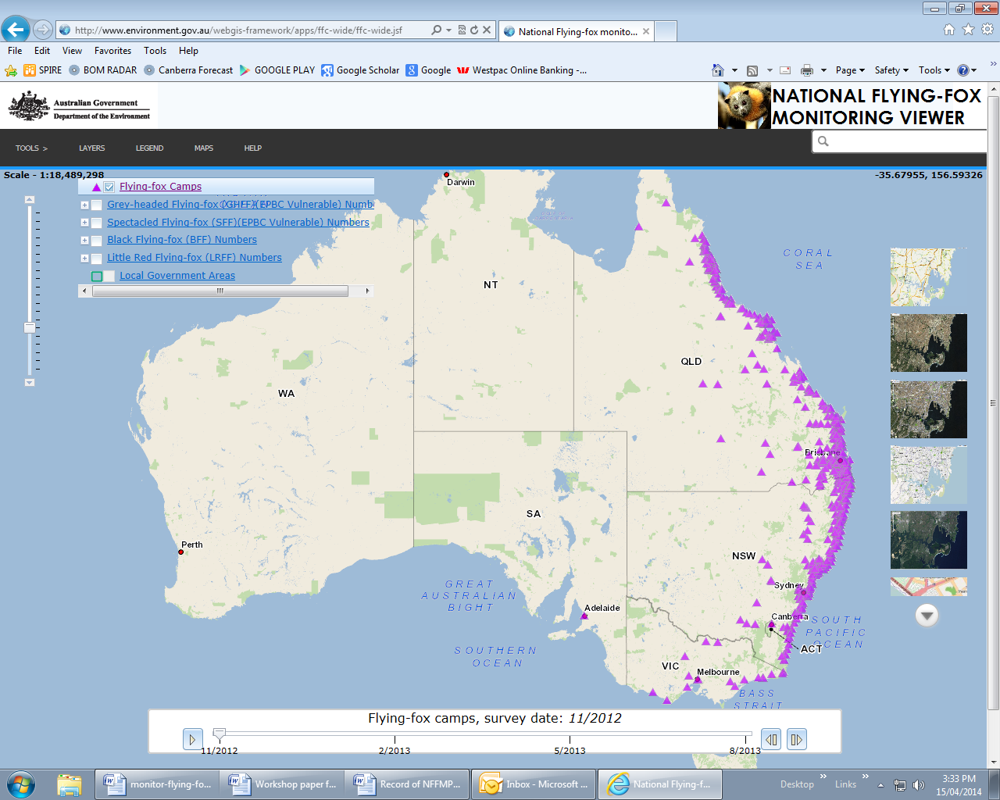 http://www.environment.gov.au/webgis-framework/apps/ffc-wide/ffc-wide.jsf
National Flying-fox monito...
File Edit View Favorites Tools Help
SPIRE BOM RADAR Canberra Forecast GOOGLE PLAY Google Scholar Google Westpac Online Banking -...
Page Safety Tools
Australian Government
Department of the Environment
NATIONAL FLYING-FOX
MONITORING VIEWER
TOOLS > LAYERS LEGEND MAPS HELP
Scale - 1:18,489,298
-35.67955, 156.59326
Flying-fox Camps
Grey-headed Flying-fox (GHFF)(EPBC Vulnerable) Numb
Spectacled Flying-fox (SFF)(EPBC Vulnerable) Numbers
Black Flying-fox (BFF) Numbers
Little Red Flying-fox (LRFF) Numbers
Local Government Areas
Darwin
CORAL
SEA
NT
QLD
WA
Brisbane
SA
Perth
NSW
GREAT
AUSTRALIAN
BIGHT
Sydney
Adelaide
Canberra
SOUTH
PACIFIC
OCEAN
ACT
SOUTHERN
OCEAN
VIC
Melbourne
BASS
STRAIT
Flying-fox camps, survey date: 11/2012
11/2012 2/2013 5/2013 8/2013
monitor-flying-fo...
Workshop paper f...
Record of NFFMP...
Inbox - Microsoft ...
National Flying-f...
Desktop
Links
3:33 PM
15/04/2014